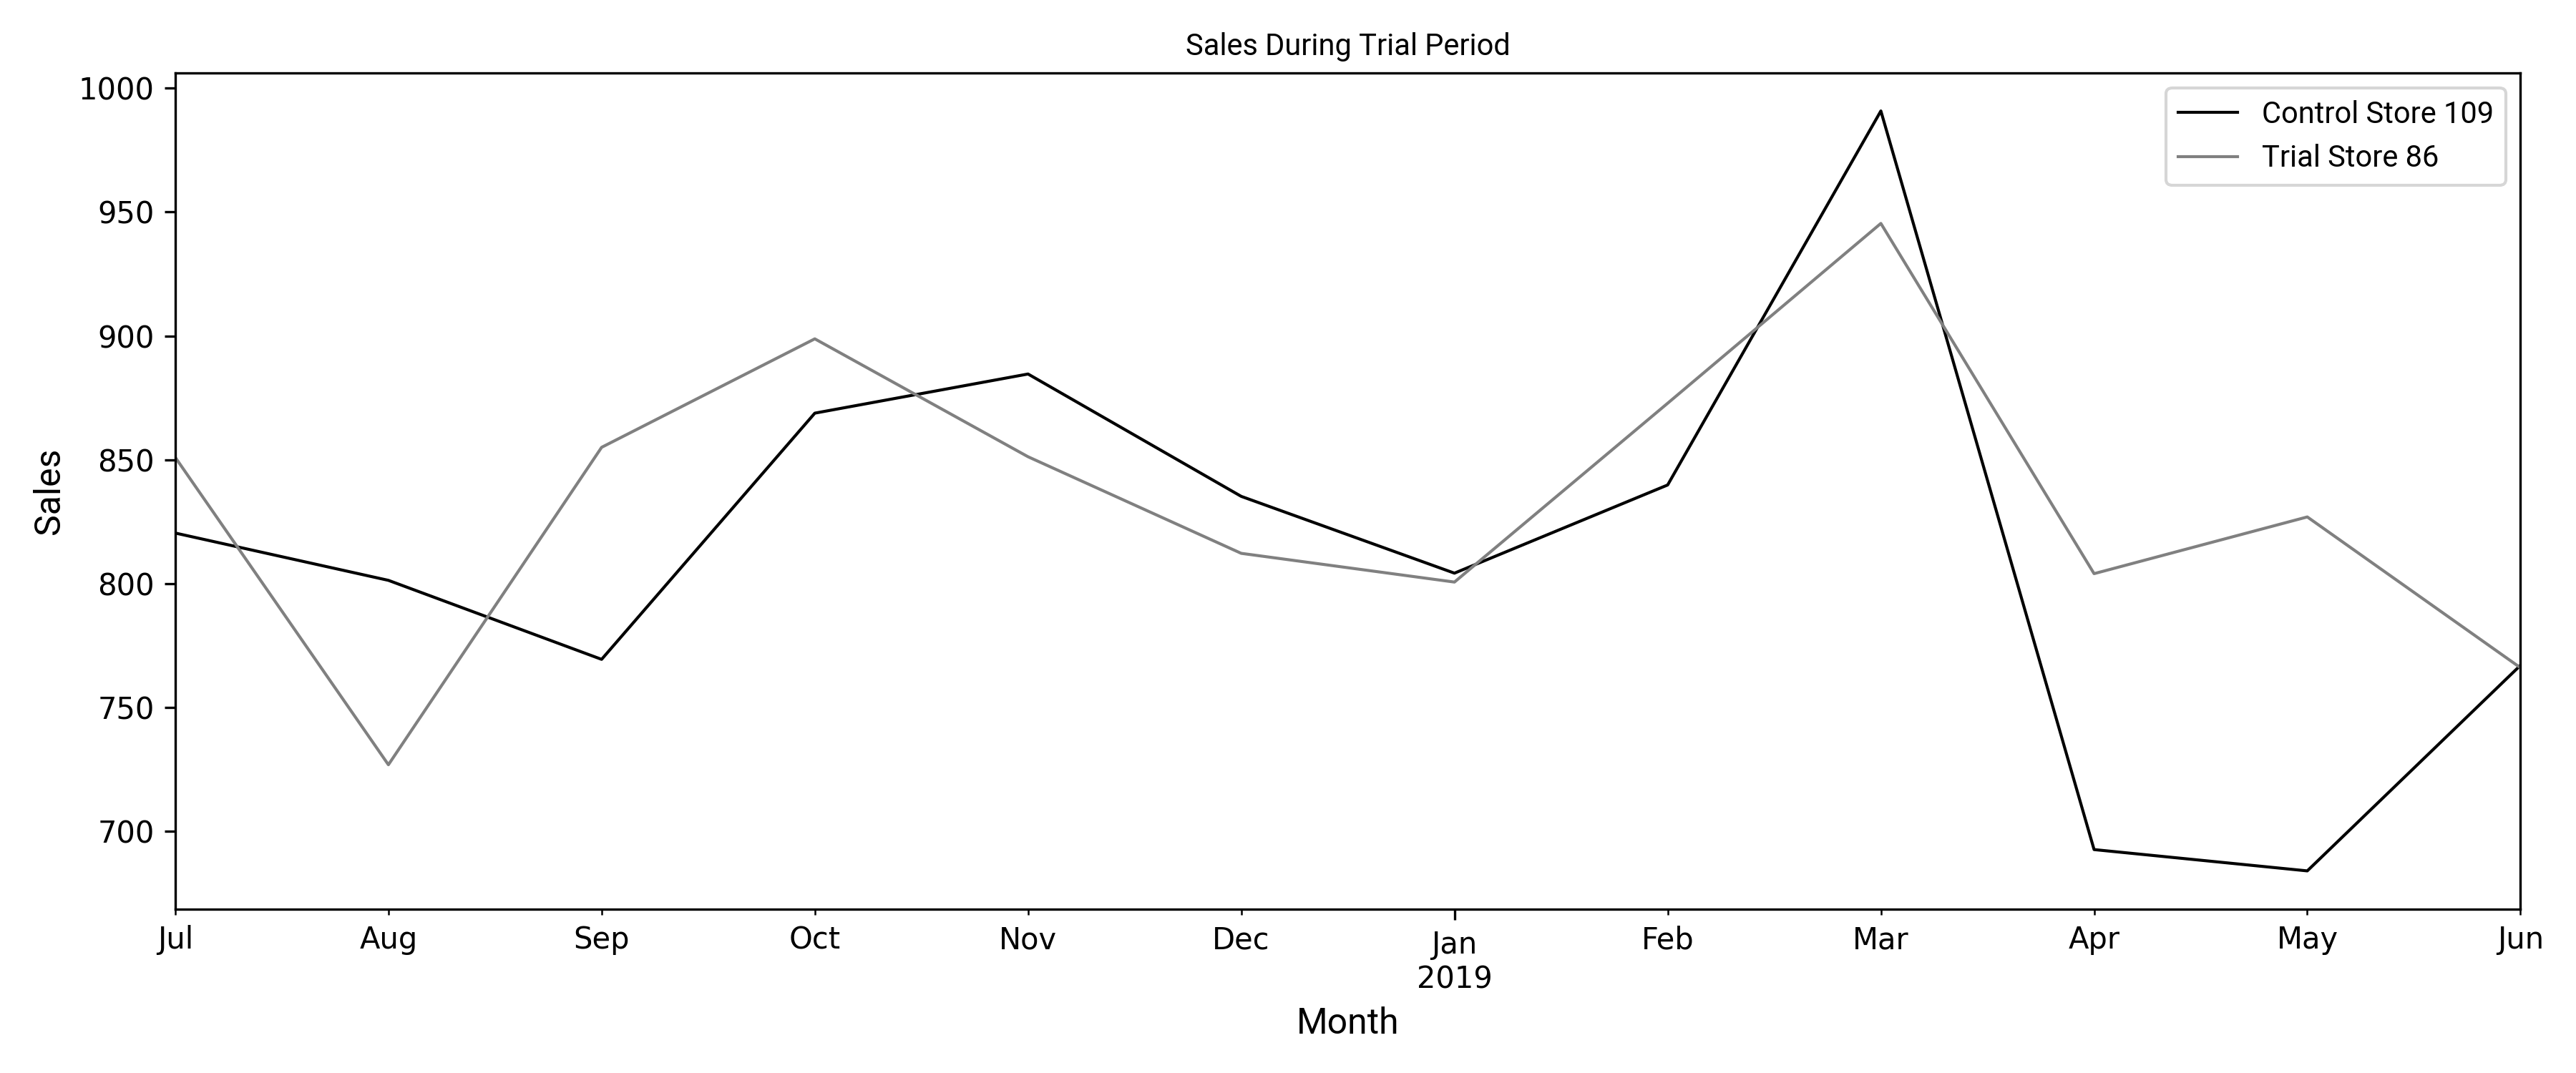 Sales During Trial Period
Control Store 109
Trial Store 86
1000
950
900
850
800
750
700
Sales
Jul Aug Sep Oct Nov Dec Jan Feb Mar Apr May Jun
2019
Month